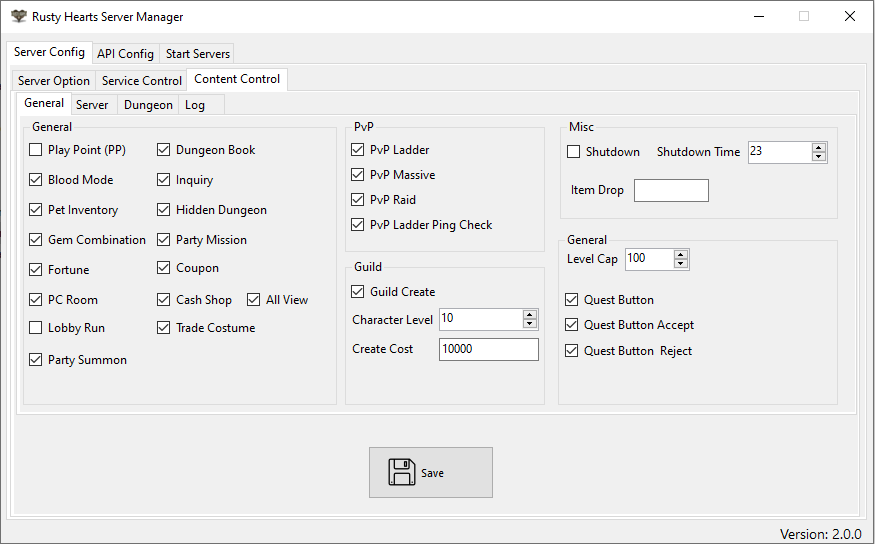 Rusty Hearts Server Manager
Server Config API Config Start Servers
Server Option Service Control Content Control
General Server Dungeon Log
General
Play Point (PP) Dungeon Book
Blood Mode Inquiry
Pet Inventory Hidden Dungeon
Gem Combination Party Mission
Fortune Coupon
PC Room Cash Shop All View
Lobby Run Trade Costume
Party Summon
PvP
PvP Ladder
PvP Massive
PvP Raid
PvP Ladder Ping Check
Guild
Guild Create
Character Level 10
Create Cost 10000
Misc
Shutdown Shutdown Time 23
Item Drop
General
Level Cap 100
Quest Button
Quest Button Accept
Quest Button Reject
Save
Version: 2.0.0